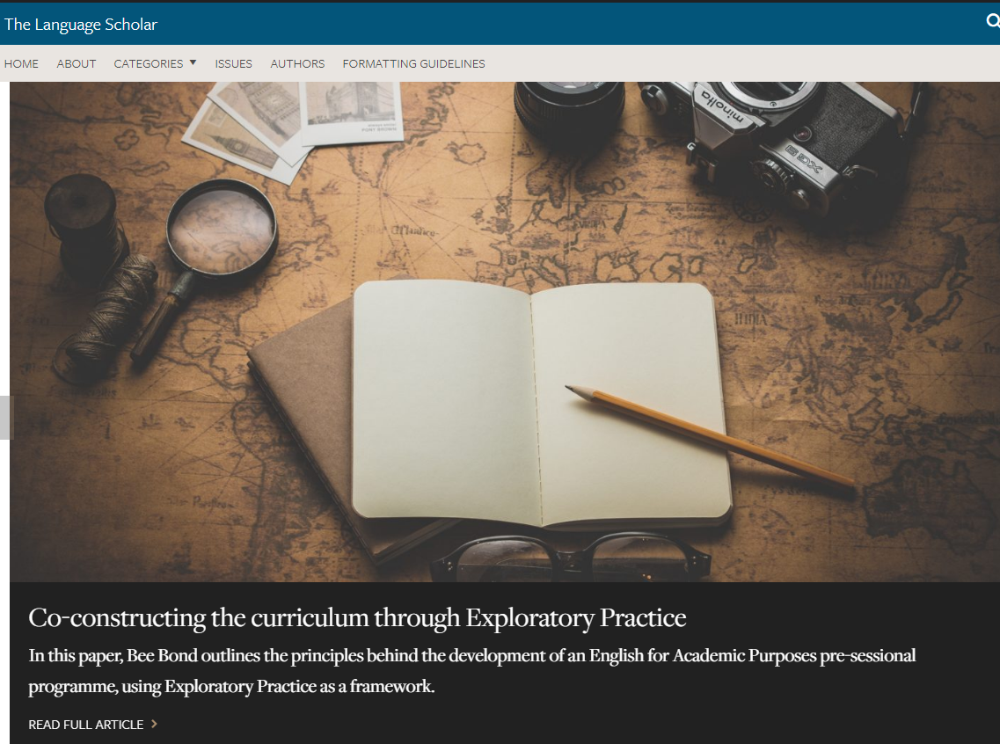 The Language Scholar
HOME ABOUT CATEGORIES ▼ ISSUES AUTHORS FORMATTING GUIDELINES
minolta
XG9
INDIA
Co-constructing the curriculum through Exploratory Practice
In this paper, Bee Bond outlines the principles behind the development of an English for Academic Purposes pre-sessional
programme, using Exploratory Practice as a framework.
READ FULL ARTICLE >